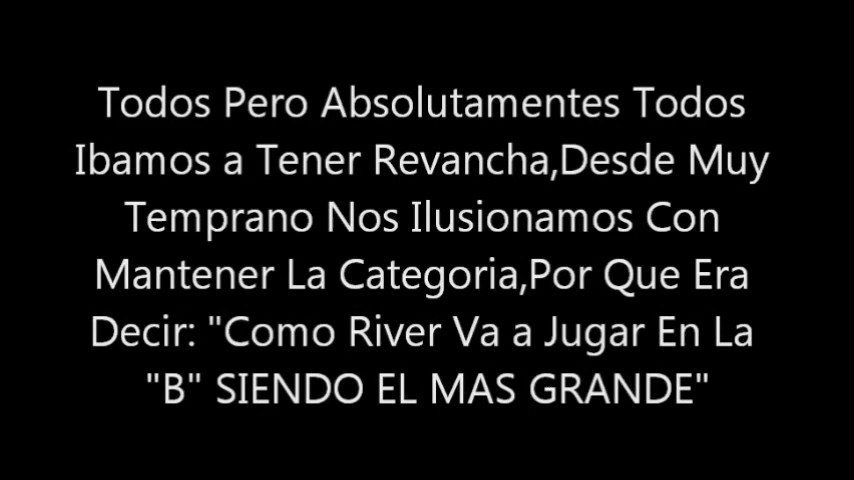 Todos Pero Absolutamentes Todos
Ibamos a Tener Revancha,Desde Muy
Temprano Nos Ilusionamos Con
Mantener La Categoria,Por Que Era
Decir: "Como River Va a Jugar En La
"B" SIENDO EL MAS GRANDE"